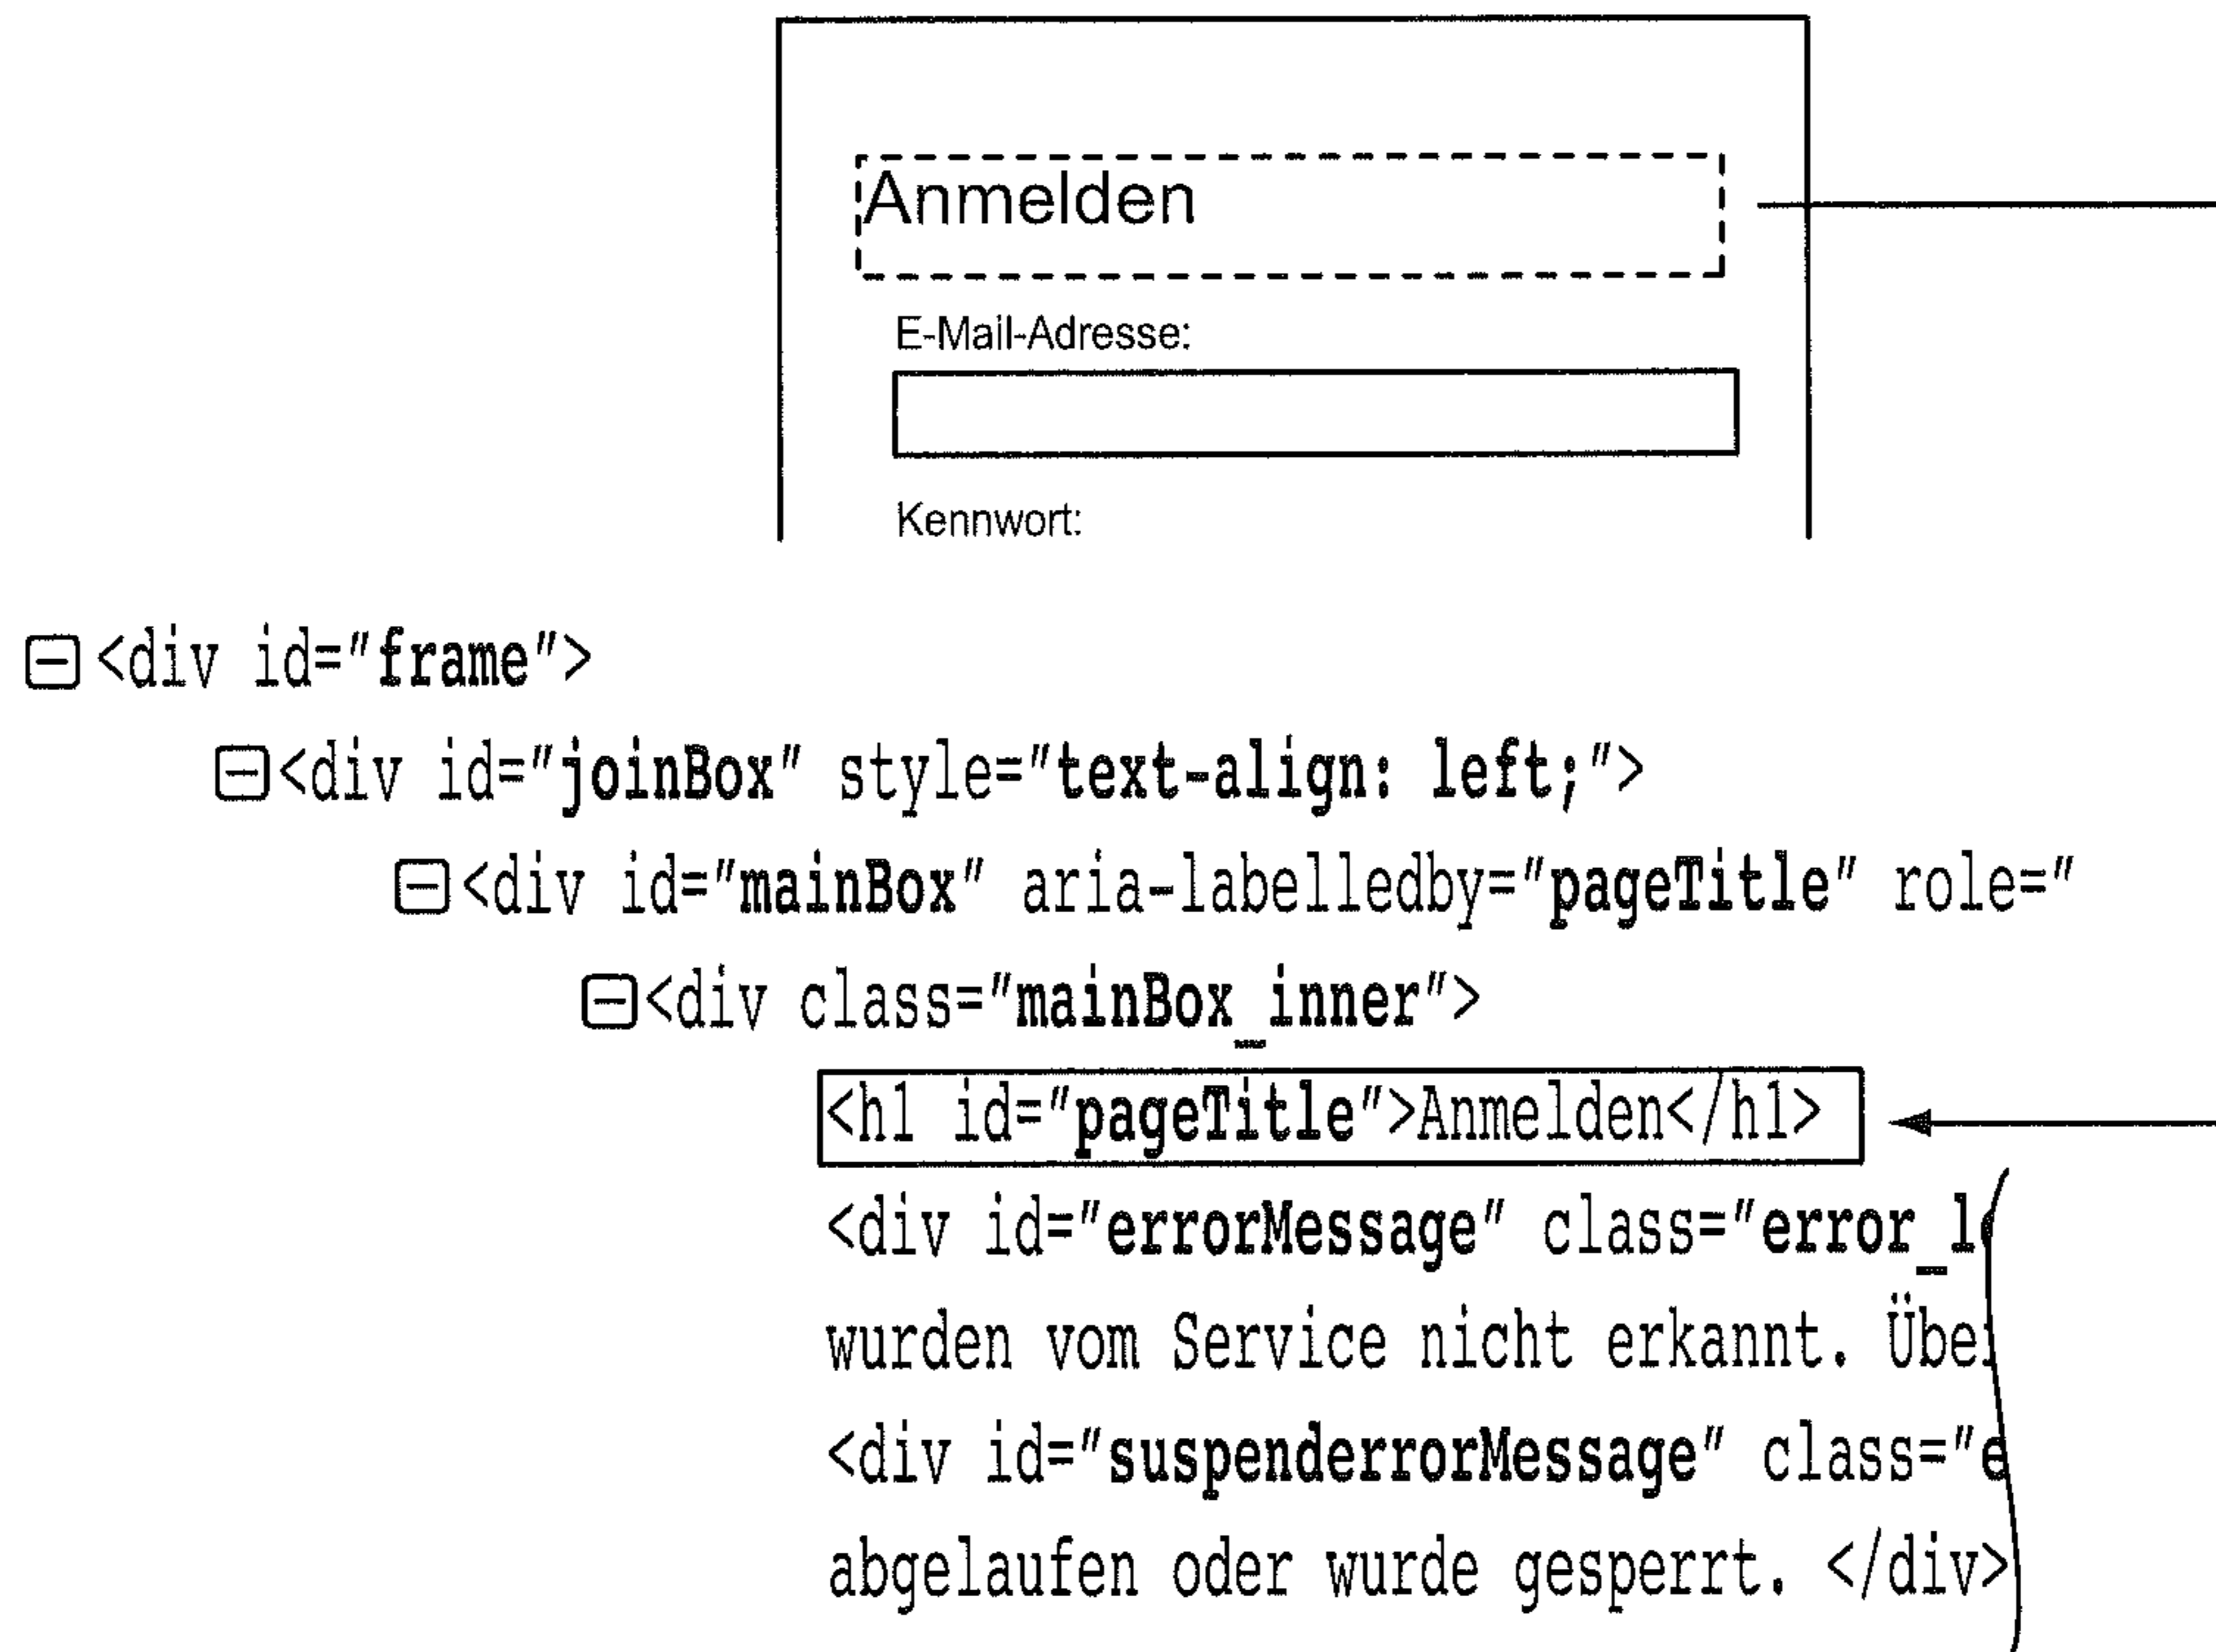 Anmelden
E-Mail-Adresse:
Kennwort:
<div id="frame">
<div id="joinBox" style="text-align: left;">
<div id="mainBox" aria-labelledby="pageTitle" role="
<div class="mainBox_inner">
<h1 id="pageTitle">Anmelden</h1>
<div id="errorMessage" class="error_l
wurden vom Service nicht erkannt. Übe
<div id="suspenderrorMessage" class="e
abgelaufen oder wurde gesperrt. </div>